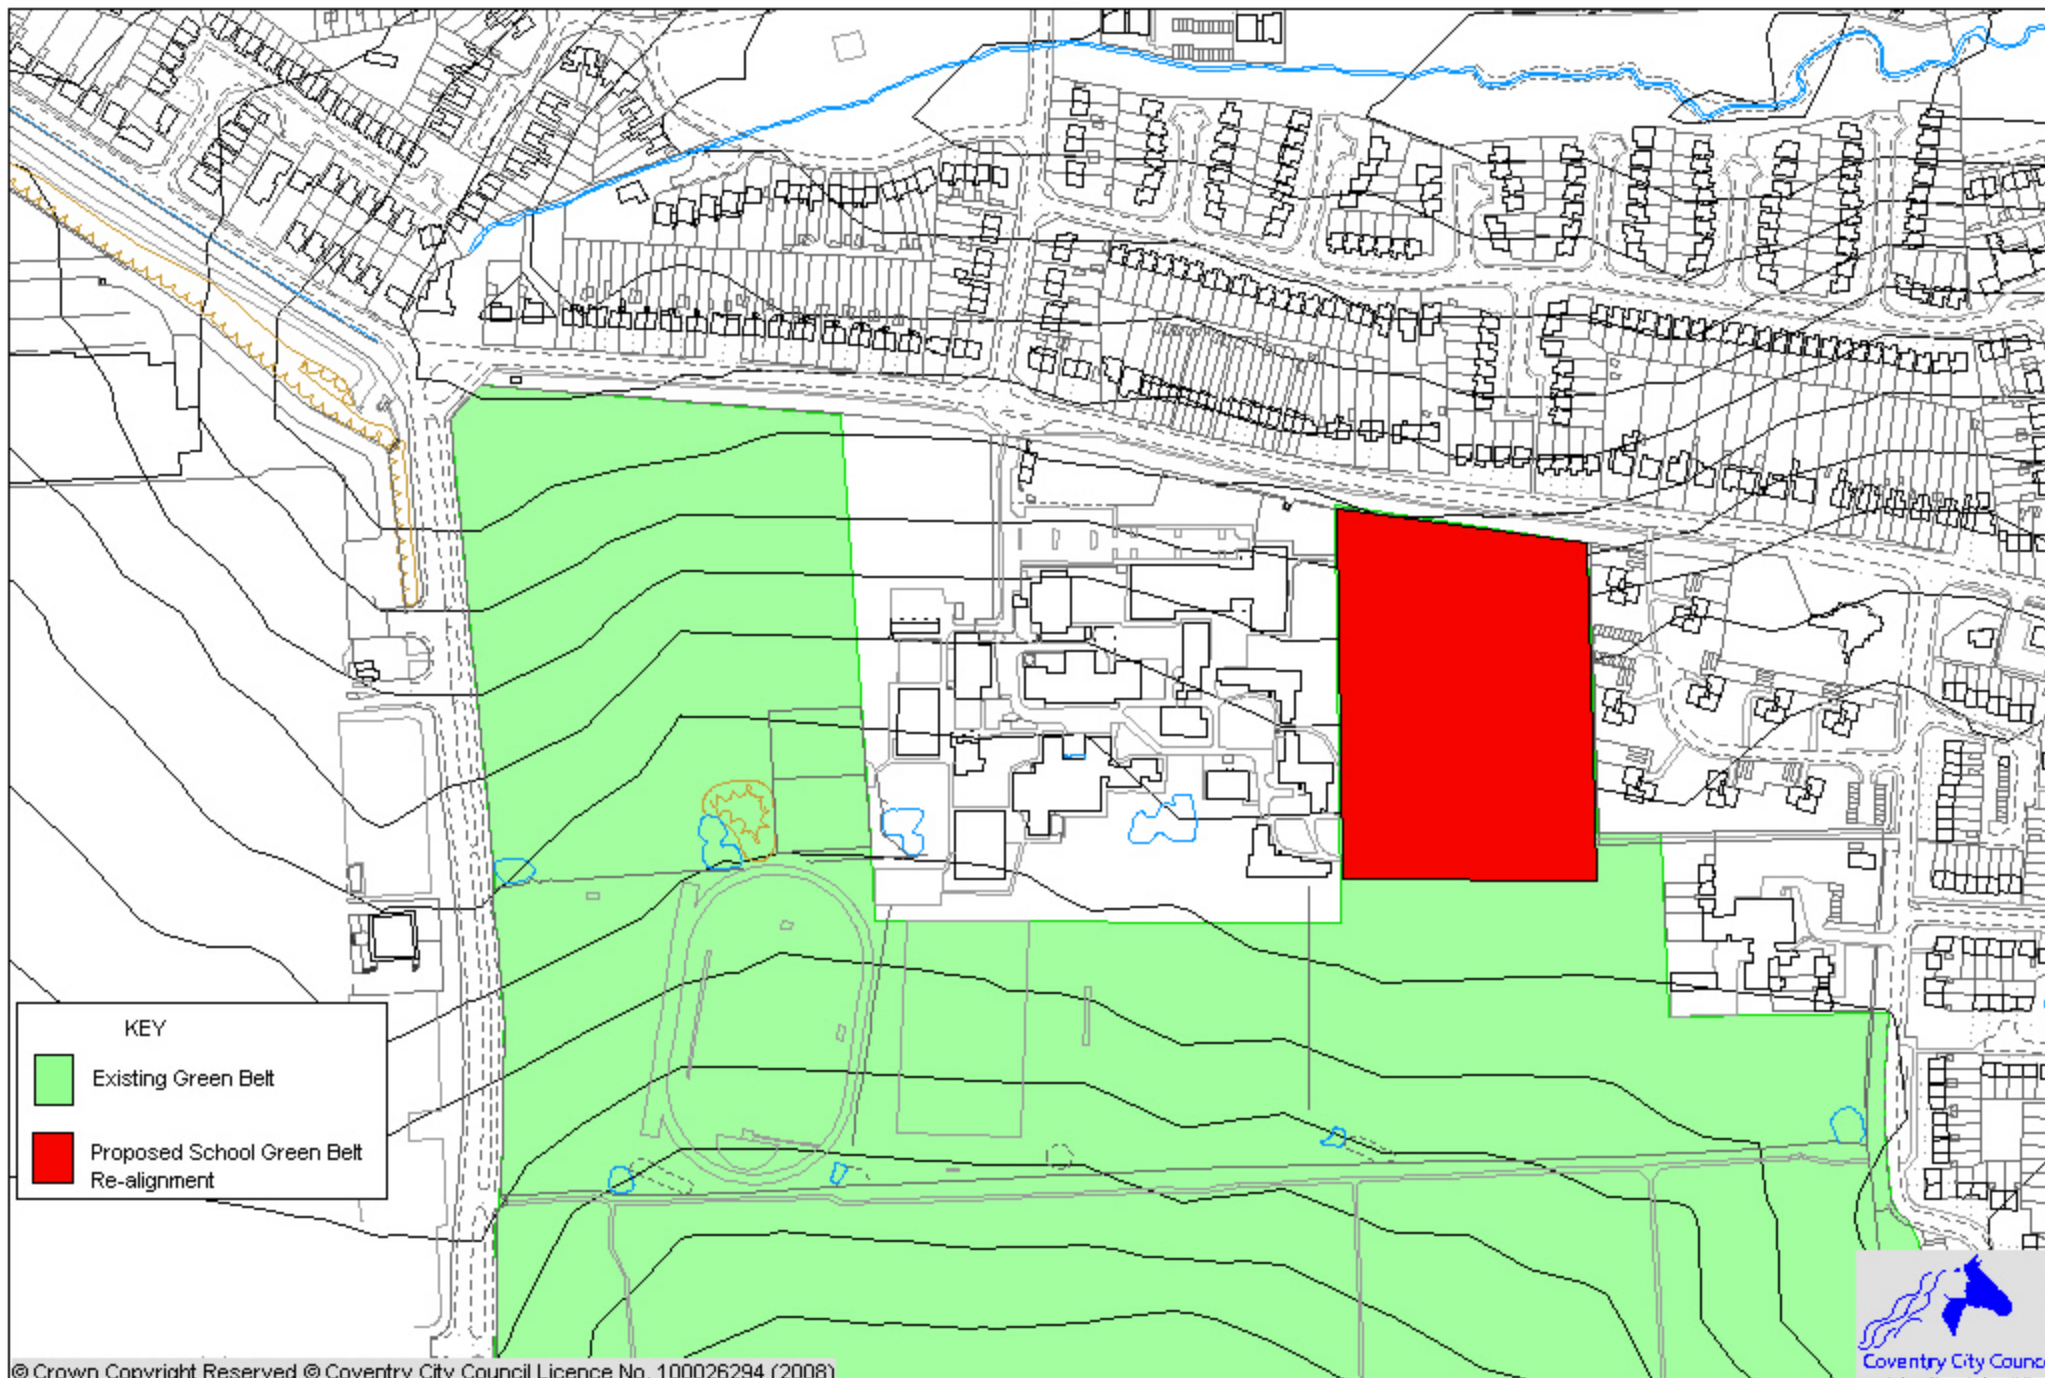 KEY
Existing Green Belt
Proposed School Green Belt
Re-alignment
© Crown Copyright Reserved © Coventry City Council Licence No. 100026294 (2008)
Coventry City Counc